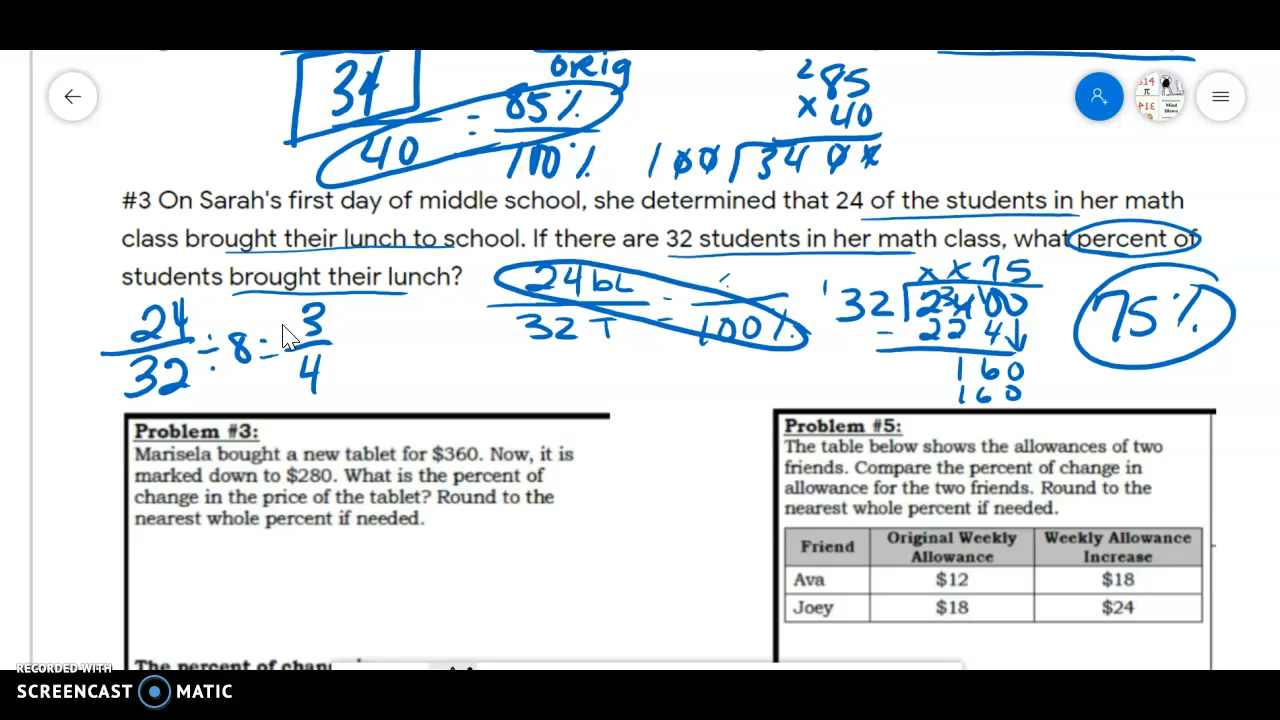 orig
34 = 85%
40 100%
285
x 40
100 3400
#3 On Sarah's first day of middle school, she determined that 24 of the students in her math
class brought their lunch to school. If there are 32 students in her math class, what percent of
students brought their lunch?
24 ÷ 8 = 3
32 4
24 bL =
32 T 100%
x x 75
32 2400
- 224
160
160
75%
Problem #3:
Marisela bought a new tablet for $360. Now, it is
marked down to $280. What is the percent of
change in the price of the tablet? Round to the
nearest whole percent if needed.
The percent of chang
Problem #5:
The table below shows the allowances of two
friends. Compare the percent of change in
allowance for the two friends. Round to the
nearest whole percent if needed.
Friend Original Weekly Allowance Weekly Allowance Increase
Ava $12 $18
Joey $18 $24
RECORDED WITH
SCREENCAST MATIC